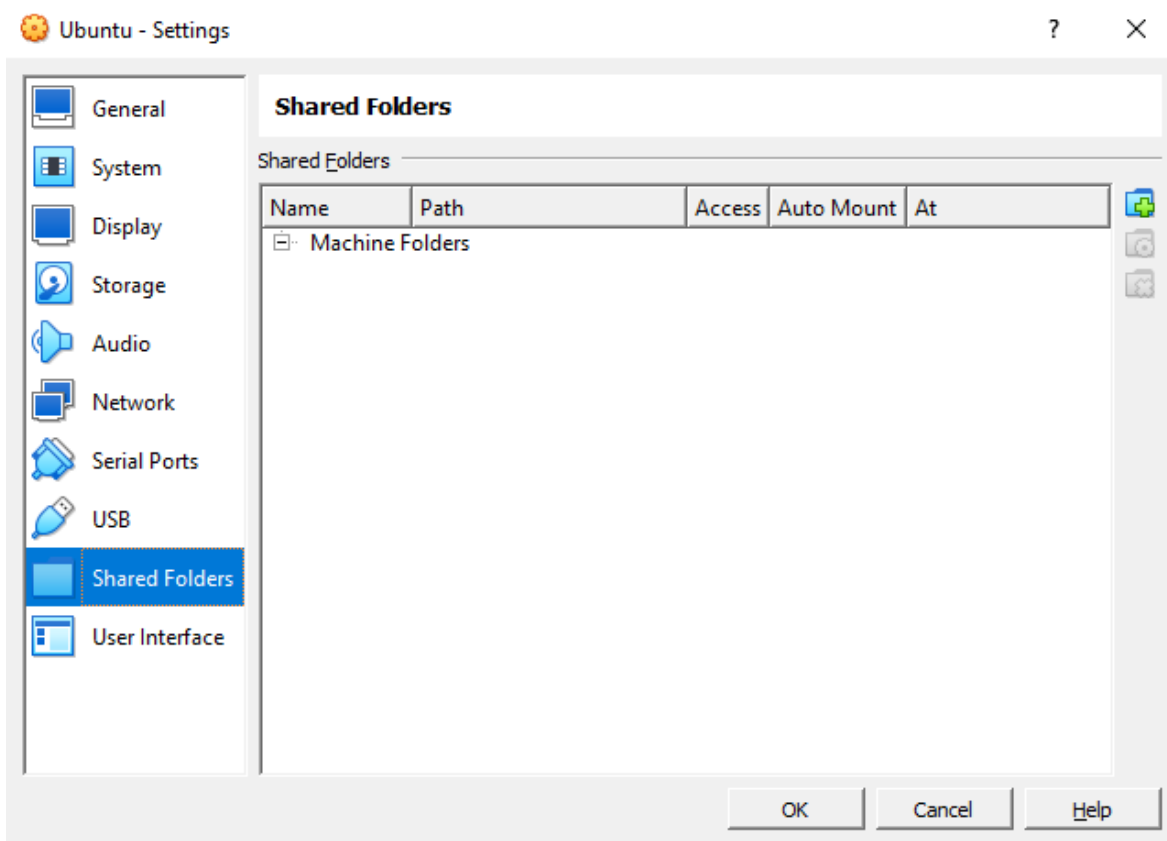 Ubuntu - Settings
?
General
System
Display
Storage
Audio
Network
Serial Ports
USB
Shared Folders
User Interface
Shared Folders
Shared Folders
Name Path Access Auto Mount At
Machine Folders
OK Cancel Help